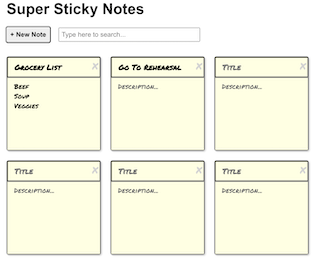 Super Sticky Notes
+ New Note
Type here to search...
Grocery List X
Beef
Soup
Veggies
Go To Rehearsal X
Description...
Title X
Description...
Title X
Description...
Title X
Description...
Title X
Description...